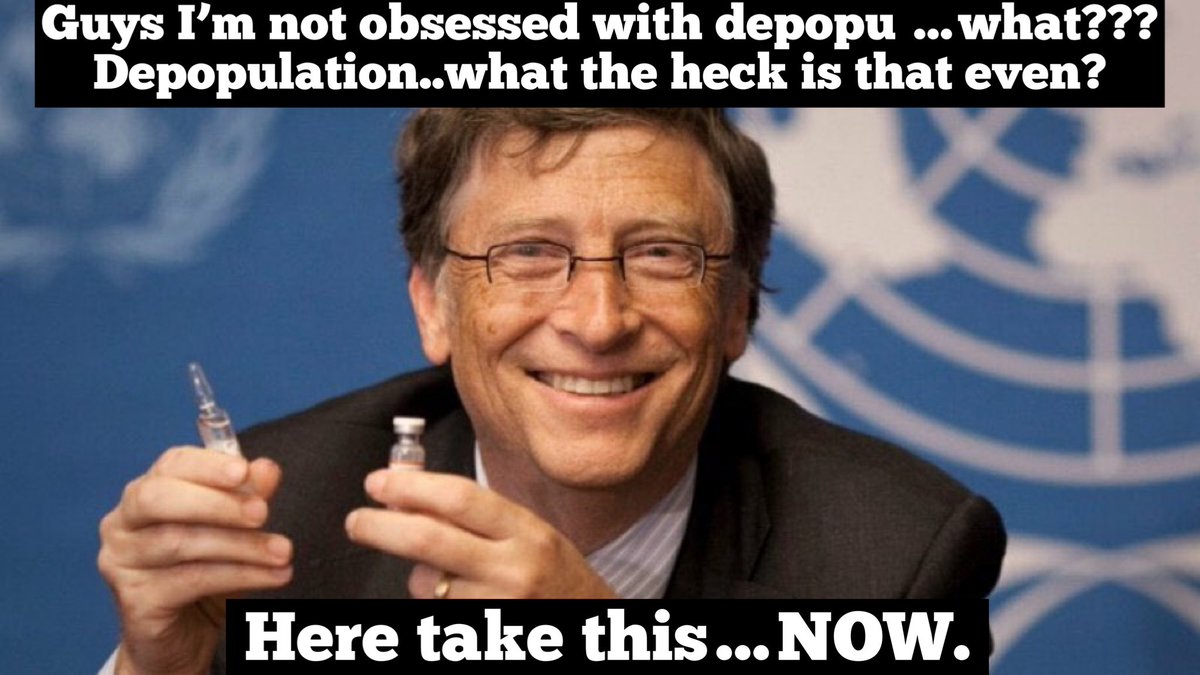 Guys I’m not obsessed with depopu ...what???
Depopulation..what the heck is that even?
Here take this...NOW.